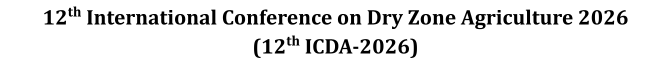 12th International Conference on Dry Zone Agriculture 2026
(12th ICDA-2026)